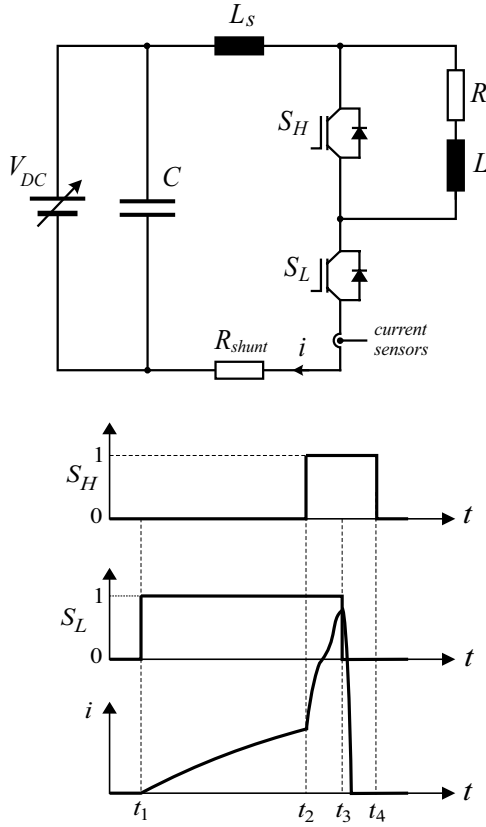 L_s
R
S_H
V_DC
C
L
S_L
R_shunt
i
current
sensors
1
S_H
0
t
1
S_L
0
t
i
t
t_1
t_2
t_3
t_4